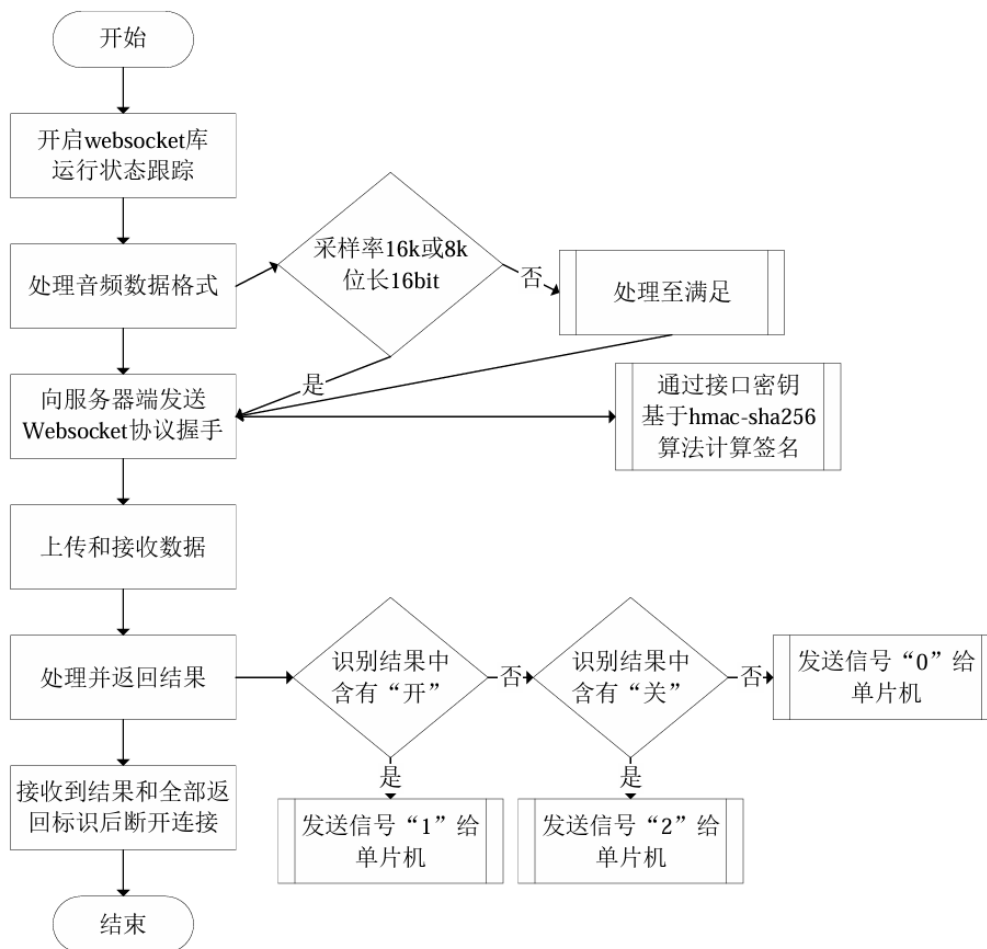 开始
开启websocket库
运行状态跟踪
采样率16k或8k
位长16bit
否
处理至满足
处理音频数据格式
是
向服务器端发送
Websocket协议握手
通过接口密钥
基于hmac-sha256
算法计算签名
上传和接收数据
处理并返回结果
识别结果中
含有“开”
否
识别结果中
含有“关”
否
发送信号“0”给
单片机
是
是
接收到结果和全部返
回标识后断开连接
发送信号“1”给
单片机
发送信号“2”给
单片机
结束